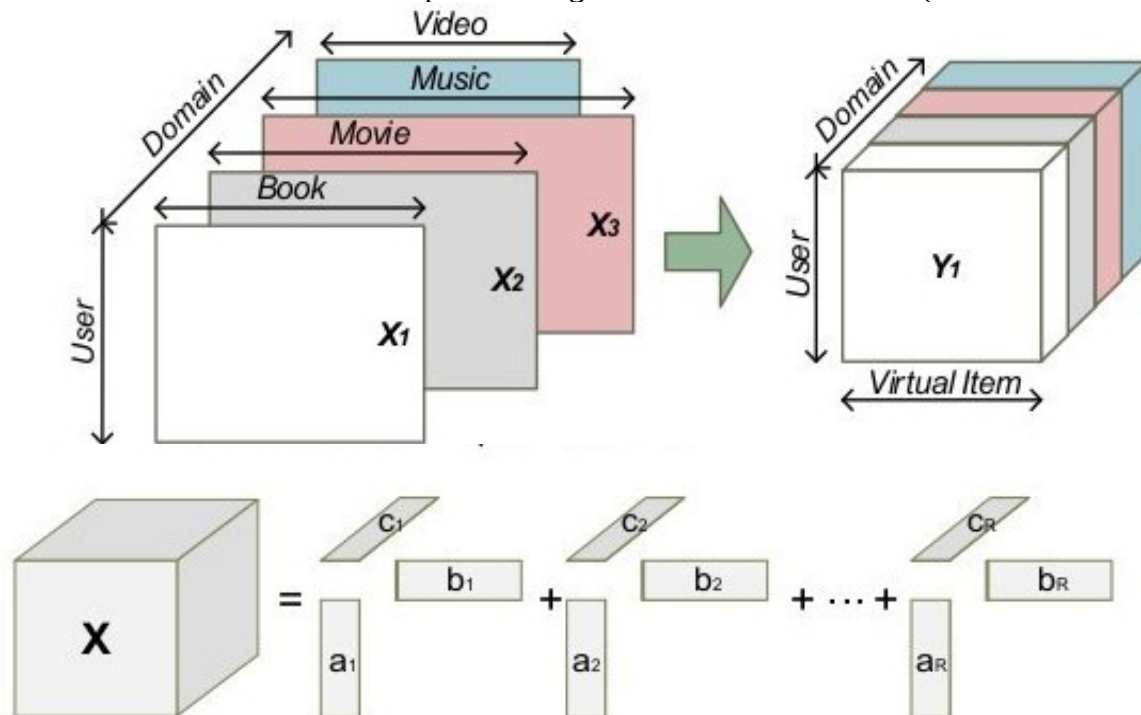 Video
Music
Movie
Book
Domain
User
X1
X2
X3
Domain
User
Y1
Virtual Item
X
=
c1
b1
a1
+
c2
b2
a2
+ ... +
cR
bR
aR